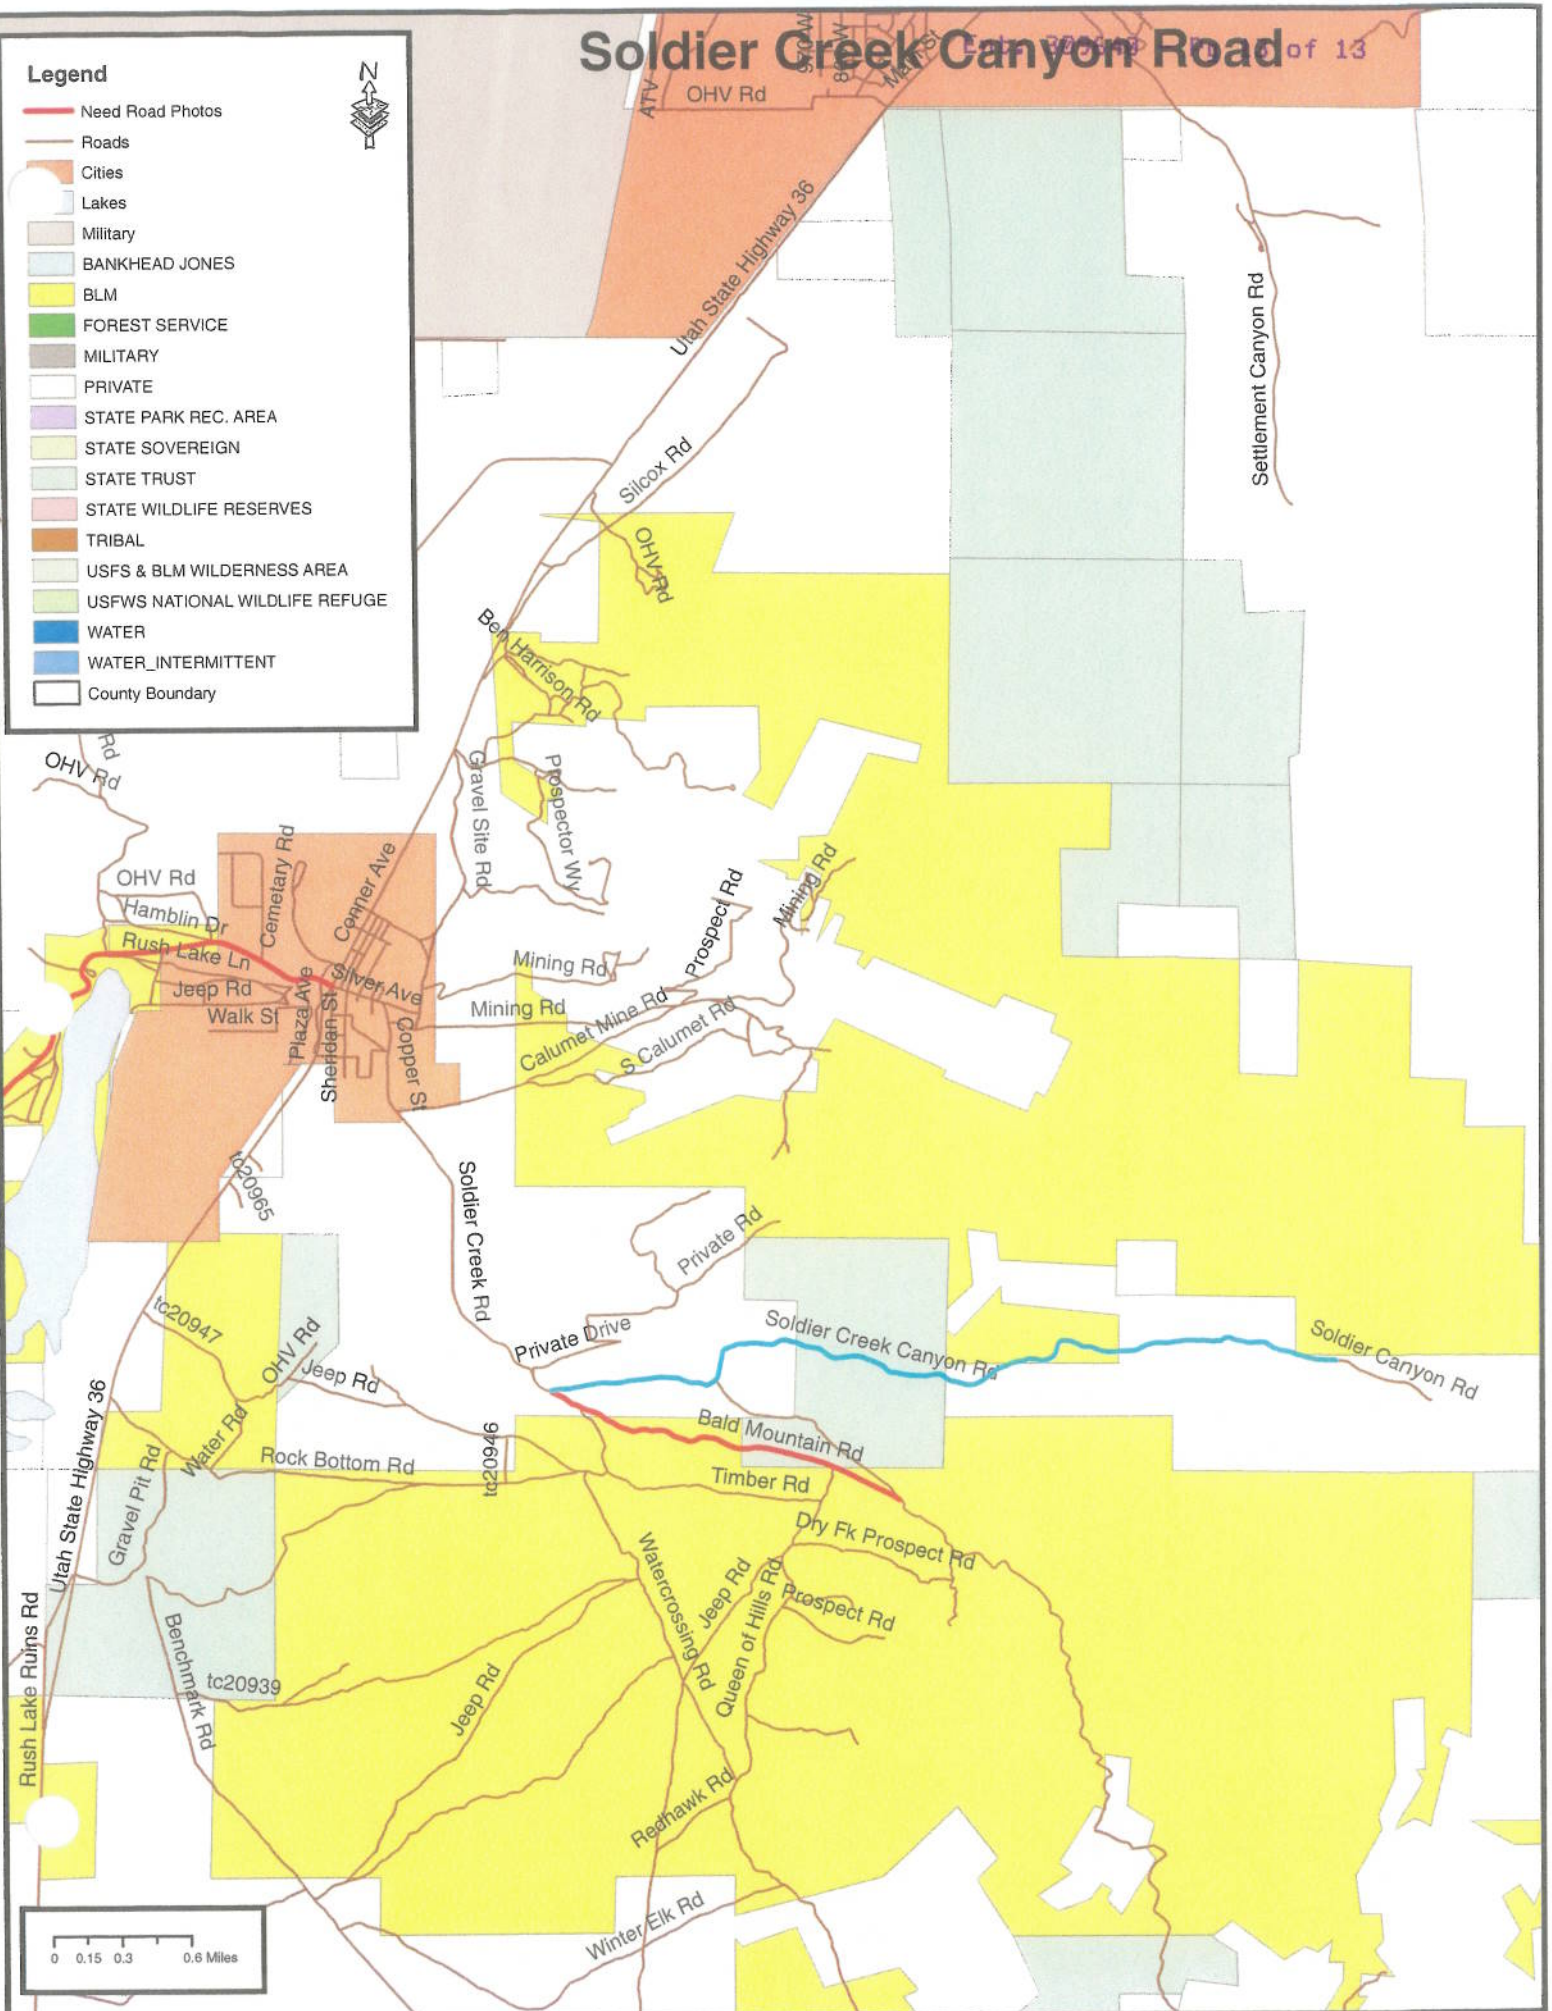 Soldier Creek Canyon Road
of 13
Legend
N
Need Road Photos
Roads
Cities
Lakes
Military
BANKHEAD JONES
BLM
FOREST SERVICE
MILITARY
PRIVATE
STATE PARK REC. AREA
STATE SOVEREIGN
STATE TRUST
STATE WILDLIFE RESERVES
TRIBAL
USFS & BLM WILDERNESS AREA
USFWS NATIONAL WILDLIFE REFUGE
WATER
WATER_INTERMITTENT
County Boundary
ATV
OHV Rd
Main St
Utah State Highway 36
Settlement Canyon Rd
Silcox Rd
OHV Rd
Ben Harrison Rd
Rd
OHV Rd
Gravel Site Rd
Prospector Wy
Cemetary Rd
Conner Ave
OHV Rd
Hamblin Dr
Rush Lake Ln
Jeep Rd
Walk St
Plaza Ave
Sheridan St
Silver Ave
Copper St
Mining Rd
Mining Rd
Prospect Rd
Mining Rd
Calumet Mine Rd
S Calumet Rd
tc20965
Soldier Creek Rd
Private Rd
Private Drive
tc20947
OHV Rd
Jeep Rd
Soldier Creek Canyon Rd
Soldier Canyon Rd
Utah State Highway 36
Water Rd
Gravel Pit Rd
Rock Bottom Rd
tc20946
Bald Mountain Rd
Timber Rd
Dry Fk Prospect Rd
Watercrossing Rd
Jeep Rd
Queen of Hills Rd
Prospect Rd
Rush Lake Ruins Rd
Benchmark Rd
tc20939
Jeep Rd
Redhawk Rd
Winter Elk Rd
0 0.15 0.3 0.6 Miles